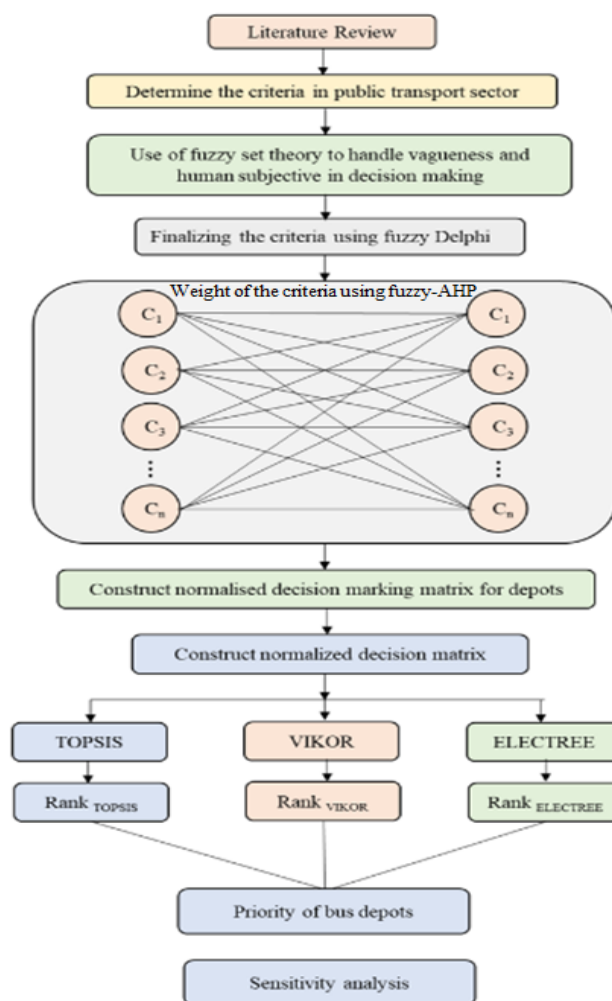 Literature Review
Determine the criteria in public transport sector
Use of fuzzy set theory to handle vagueness and
human subjective in decision making
Finalizing the criteria using fuzzy Delphi
Weight of the criteria using fuzzy-AHP
C1 C1
C2 C2
C3 C3
⋮ ⋮
Cn Cn
Construct normalised decision marking matrix for depots
Construct normalized decision matrix
TOPSIS VIKOR ELECTREE
Rank TOPSIS Rank VIKOR Rank ELECTREE
Priority of bus depots
Sensitivity analysis